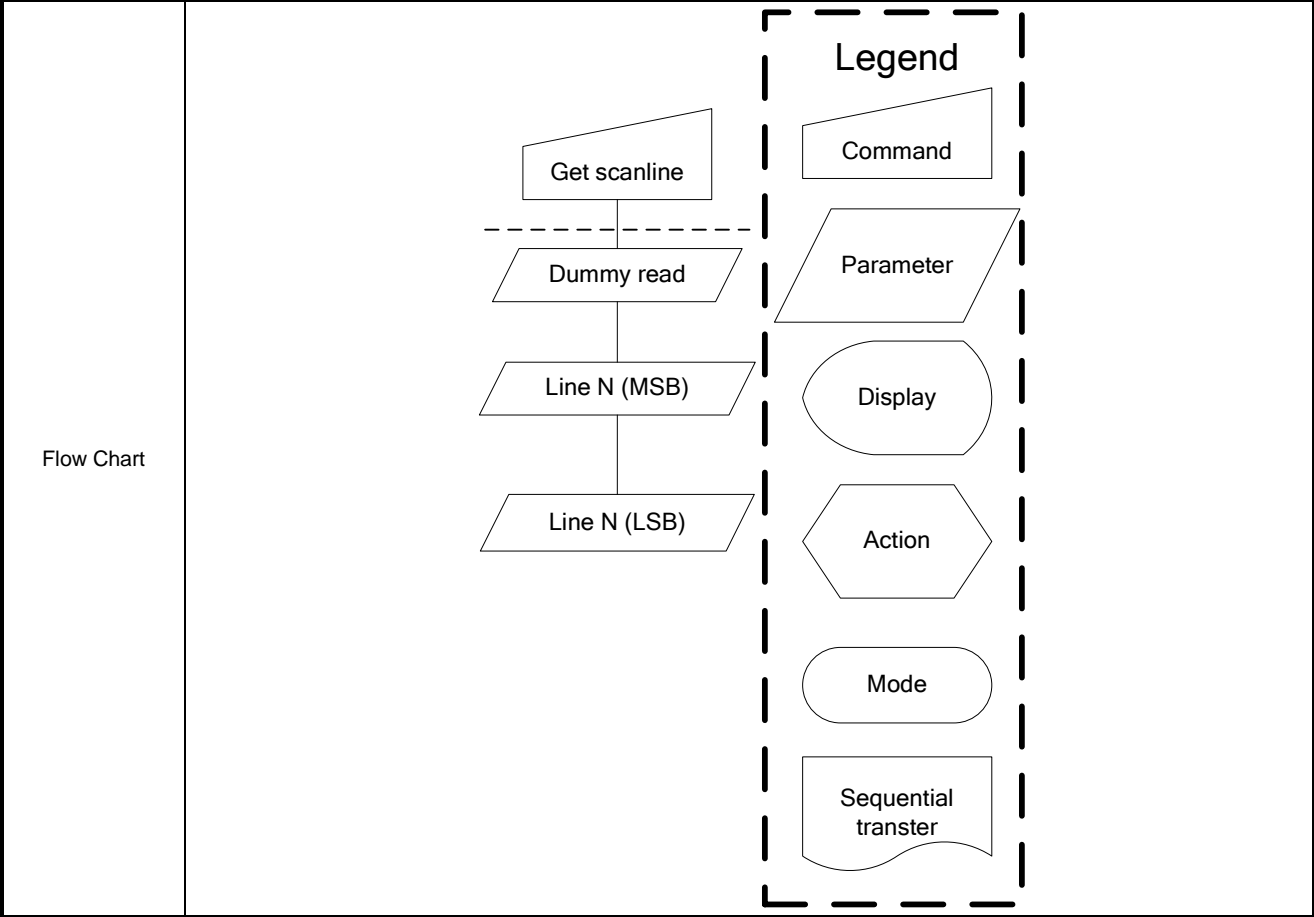 Flow Chart
Get scanline
Dummy read
Line N (MSB)
Line N (LSB)
Legend
Command
Parameter
Display
Action
Mode
Sequential
transter